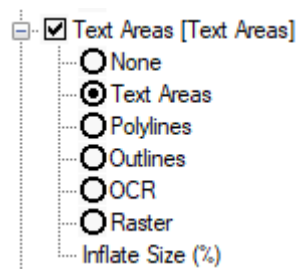 Text Areas [Text Areas]
None
Text Areas
Polylines
Outlines
OCR
Raster
Inflate Size (%)